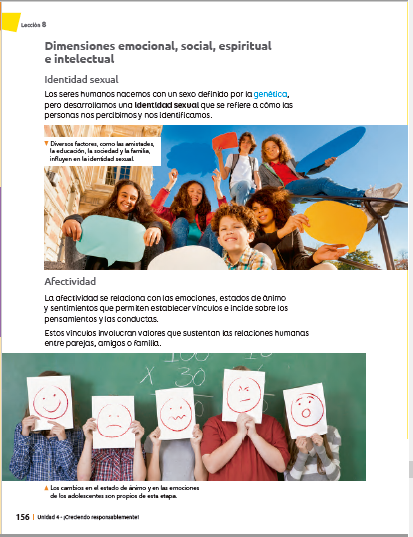 Lección 8
Dimensiones emocional, social, espiritual
e intelectual
Identidad sexual
Los seres humanos nacemos con un sexo definido por la genética,
pero desarrollamos una identidad sexual que se refiere a cómo las
personas nos percibimos y nos identificamos.
Diversos factores, como las amistades,
la educación, la sociedad y la familia,
influyen en la identidad sexual.
Afectividad
La afectividad se relaciona con las emociones, estados de ánimo
y sentimientos que permiten establecer vínculos e incide sobre los
pensamientos y las conductas.
Estos vínculos involucran valores que sustentan las relaciones humanas
entre parejas, amigos o familia.
100
X 30
Los cambios en el estado de ánimo y en las emociones
de los adolescentes son propios de esta etapa.
156 | Unidad 4 - ¡Creciendo responsablemente!